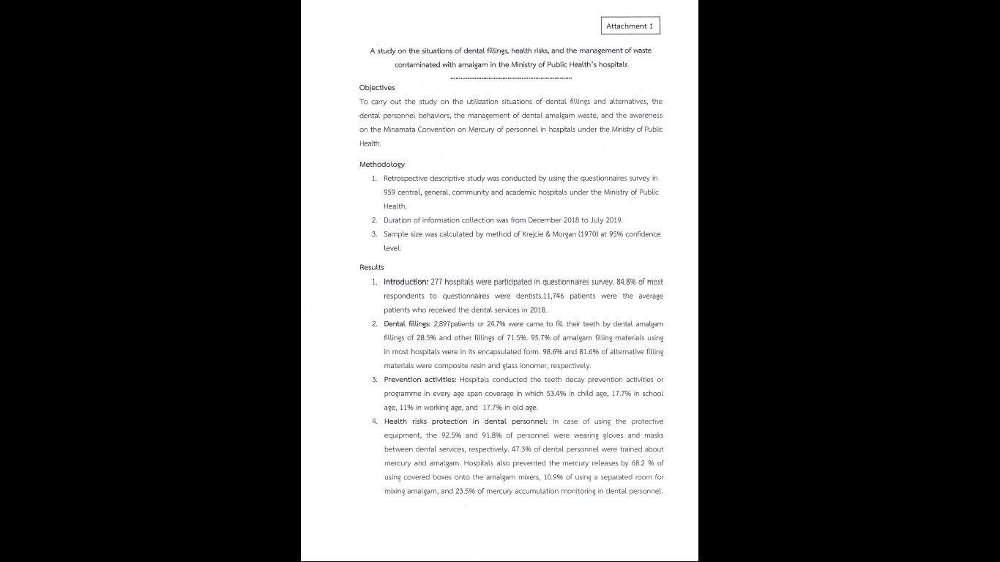 Attachment 1
A study on the situations of dental fillings, health risks, and the management of waste
contaminated with amalgam in the Ministry of Public Health's hospitals
................................................................
Objectives
To carry out the study on the utilization situations of dental fillings and alternatives, the
dental personnel behaviors, the management of dental amalgam waste, and the awareness
on the Minamata Convention on Mercury of personnel in hospitals under the Ministry of Public
Health.
Methodology
1. Retrospective descriptive study was conducted by using the questionnaires survey in
959 central, general, community and academic hospitals under the Ministry of Public
Health.
2. Duration of information collection was from December 2018 to July 2019.
3. Sample size was calculated by method of Krejcie & Morgan (1970) at 95% confidence
level.
Results
1. Introduction: 277 hospitals were participated in questionnaires survey. 84.8% of most
respondents to questionnaires were dentists.11,746 patients were the average
patients who received the dental services in 2018.
2. Dental fillings: 2,897patients or 24.7% were came to fill their teeth by dental amalgam
fillings of 28.5% and other fillings of 71.5%. 95.7% of amalgam filling materials using
in most hospitals were in its encapsulated form. 98.6% and 81.6% of alternative filling
materials were composite resin and glass ionomer, respectively.
3. Prevention activities: Hospitals conducted the teeth decay prevention activities or
programme in every age span coverage in which 53.4% in child age, 17.7% in school
age, 11% in working age, and 17.7% in old age.
4. Health risks protection in dental personnel: In case of using the protective
equipment, the 92.5% and 91.8% of personnel were wearing gloves and masks
between dental services, respectively. 47.3% of dental personnel were trained about
mercury and amalgam. Hospitals also prevented the mercury releases by 68.2 % of
using covered boxes onto the amalgam mixers, 10.9% of using a separated room for
mixing amalgam, and 23.5% of mercury accumulation monitoring in dental personnel.